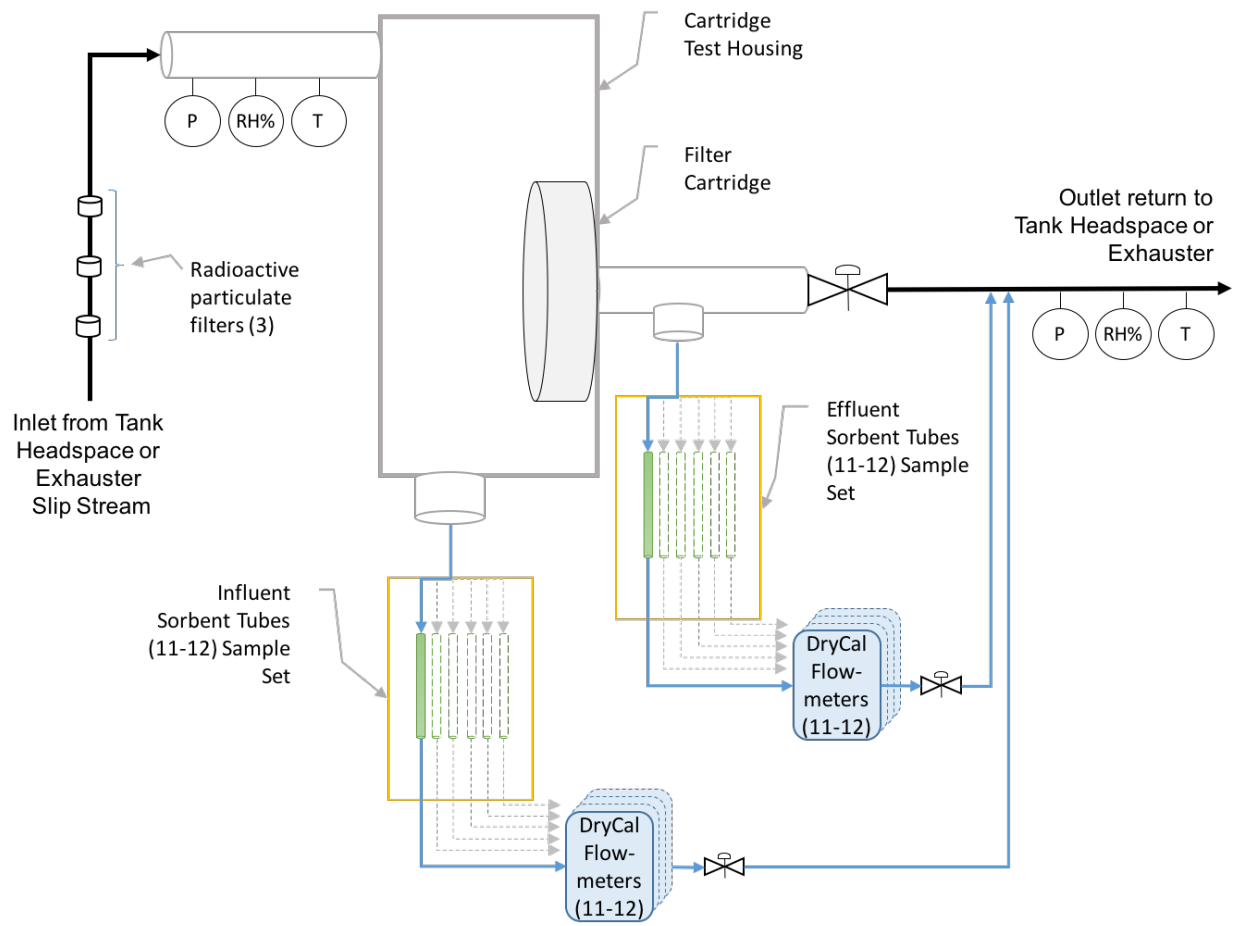 Cartridge
Test Housing
P
RH%
T
Filter
Cartridge
Outlet return to
Tank Headspace or
Exhauster
Radioactive
particulate
filters (3)
P
RH%
T
Inlet from Tank
Headspace or
Exhauster
Slip Stream
Effluent
Sorbent Tubes
(11-12) Sample
Set
Influent
Sorbent Tubes
(11-12) Sample
Set
DryCal
Flow-
meters
(11-12)
DryCal
Flow-
meters
(11-12)